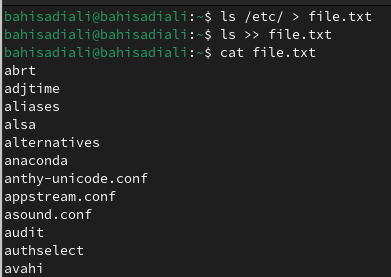 bahisadiali@bahisadiali:~$ ls /etc/ > file.txt
bahisadiali@bahisadiali:~$ ls >> file.txt
bahisadiali@bahisadiali:~$ cat file.txt
abrt
adjtime
aliases
alsa
alternatives
anaconda
anthy-unicode.conf
appstream.conf
asound.conf
audit
authselect
avahi